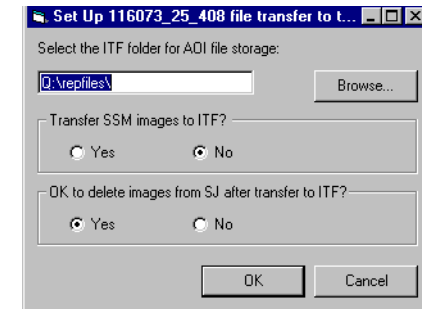 Set Up 116073_25_408 file transfer to t...
Select the ITF folder for AOI file storage:
Q:\repfiles\
Browse...
Transfer SSM images to ITF?
Yes No
OK to delete images from SJ after transfer to ITF?
Yes No
OK Cancel